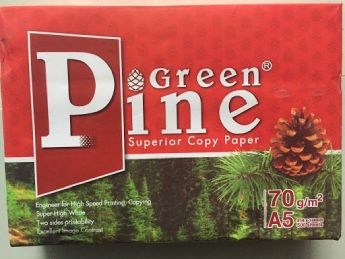 Green®
Pine
Superior Copy Paper
Engineer for High Speed Printing, Copying
Super-High White
Two sides printability
Excellent Image Contrast
70g/m²
A5